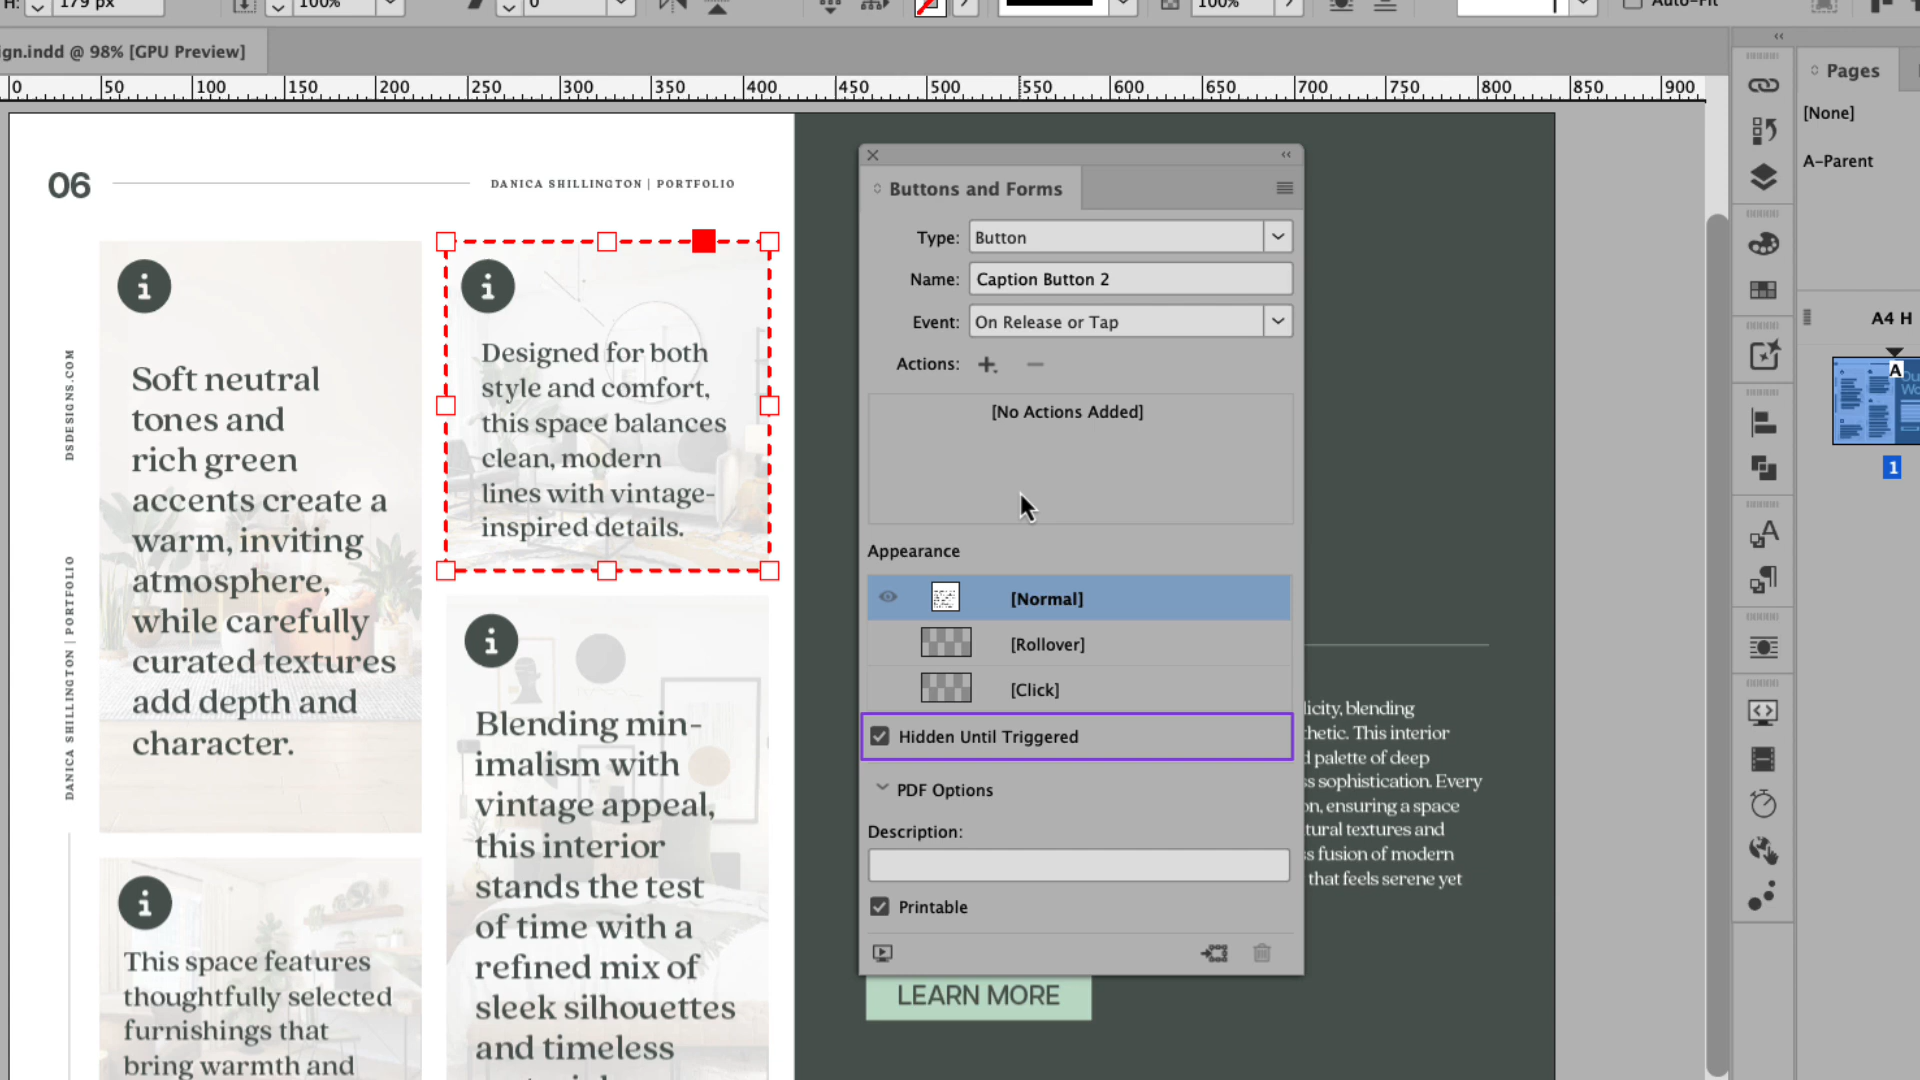 H: 179 px 100% 0 100% Auto-Fit
ign.indd @ 98% [GPU Preview]
0 50 100 150 200 250 300 350 400 450 500 550 600 650 700 750 800 850 900
06
DANICA SHILLINGTON | PORTFOLIO
DSDESIGNS.COM
DANICA SHILLINGTON | PORTFOLIO
i
Soft neutral
tones and
rich green
accents create a
warm, inviting
atmosphere,
while carefully
curated textures
add depth and
character.
i
This space features
thoughtfully selected
furnishings that
bring warmth and
i
Designed for both
style and comfort,
this space balances
clean, modern
lines with vintage-
inspired details.
i
Blending min-
imalism with
vintage appeal,
this interior
stands the test
of time with a
refined mix of
sleek silhouettes
and timeless
Buttons and Forms
Type: Button
Name: Caption Button 2
Event: On Release or Tap
Actions:
[No Actions Added]
Appearance
[Normal]
[Rollover]
[Click]
Hidden Until Triggered
PDF Options
Description:
Printable
LEARN MORE
licity, blending
thetic. This interior
d palette of deep
ss sophistication. Every
on, ensuring a space
tural textures and
ss fusion of modern
that feels serene yet
Pages
[None]
A-Parent
A4 H
A
1